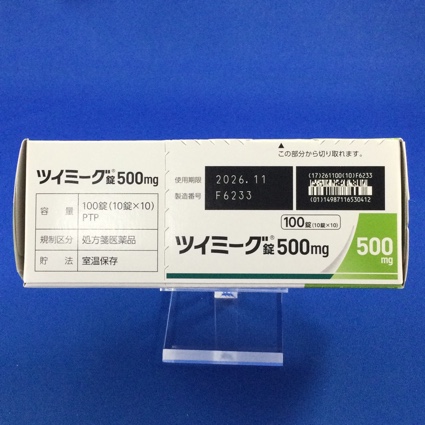 ツイミーグ®錠500mg
容量 100錠(10錠×10)
PTP
規制区分 処方箋医薬品
貯法 室温保存
▲
この部分から切り取れます。
使用期限 2026.11
製造番号 F6233
(17)261100(10)F6233
(01)14987116530412
100錠(10錠×10)
ツイミーグ®錠500mg
500
mg